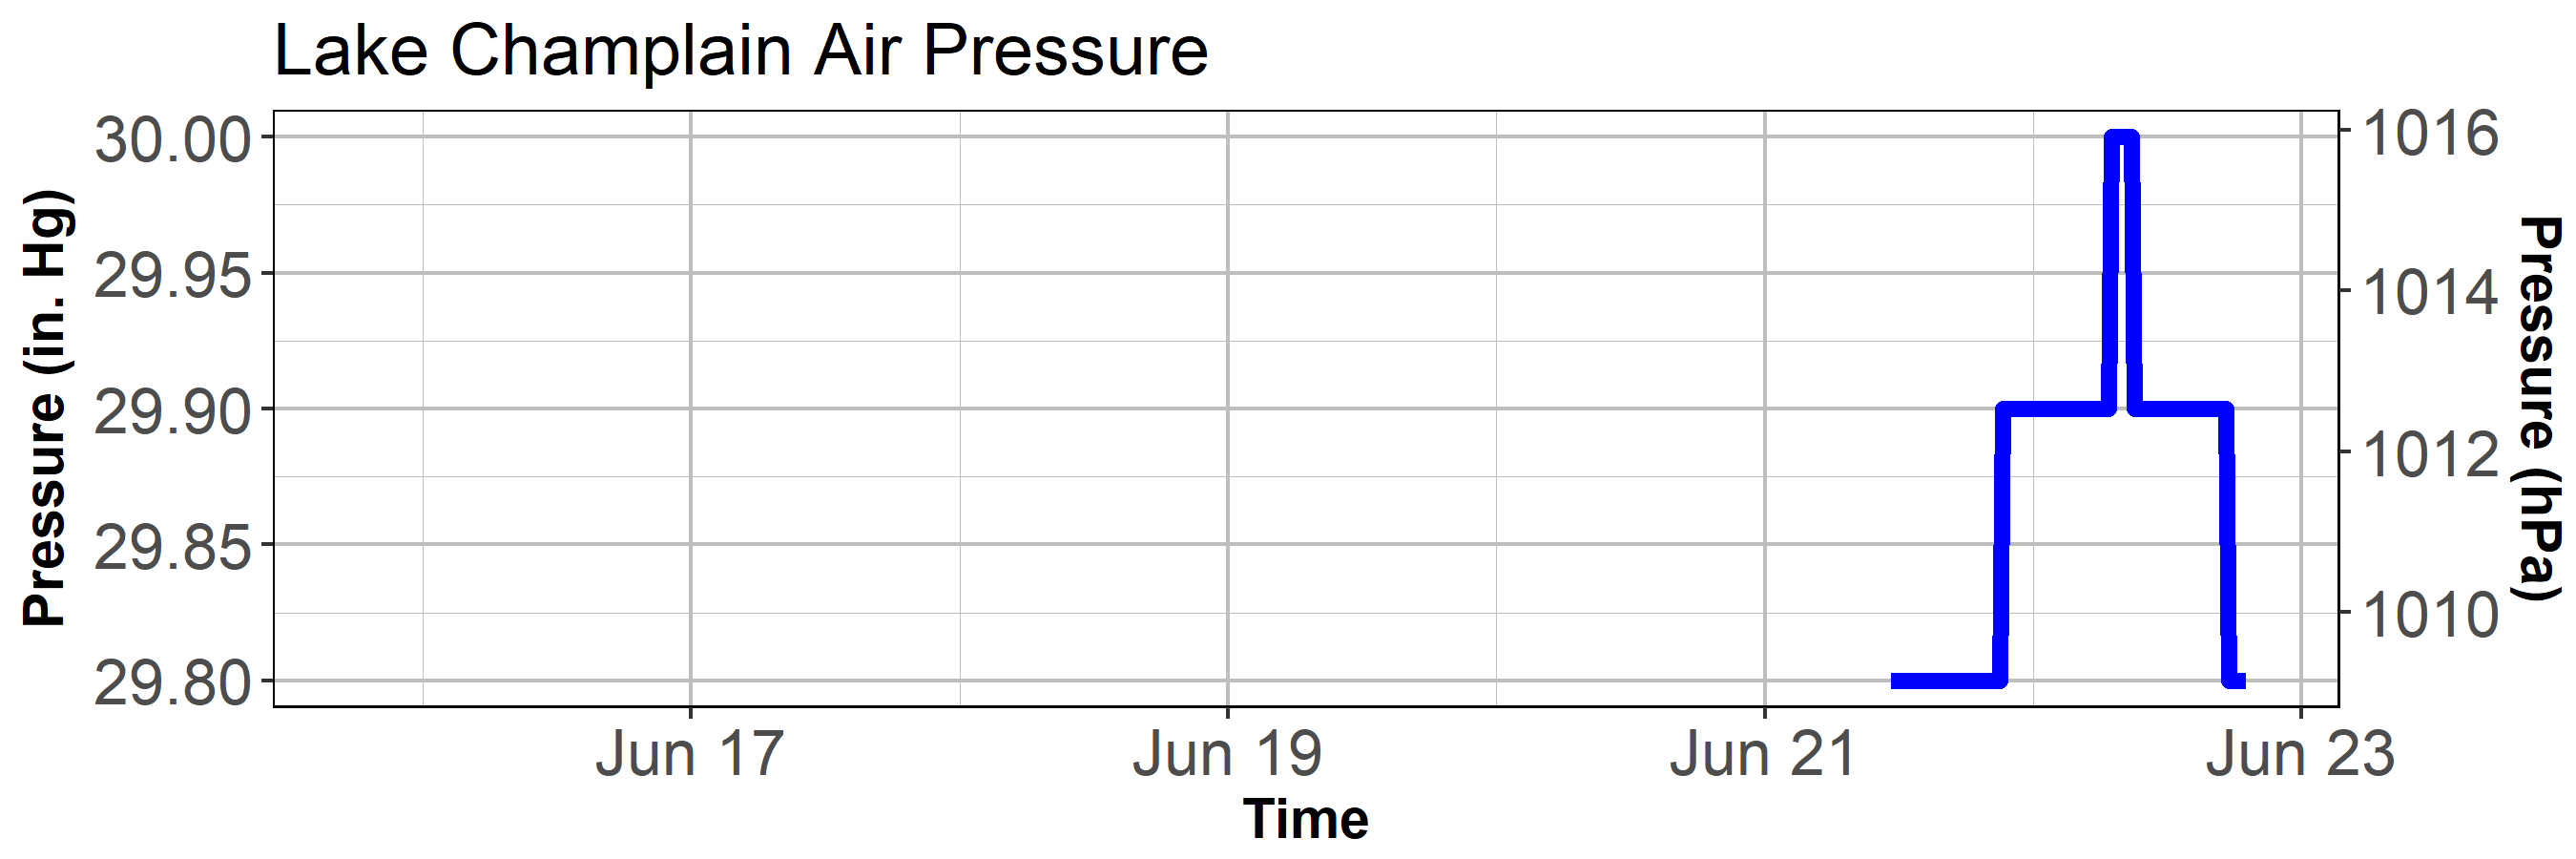 Lake Champlain Air Pressure
Pressure (in. Hg)
30.00
29.95
29.90
29.85
29.80
1016
1014
1012
1010
Pressure (hPa)
Jun 17 Jun 19 Jun 21 Jun 23
Time